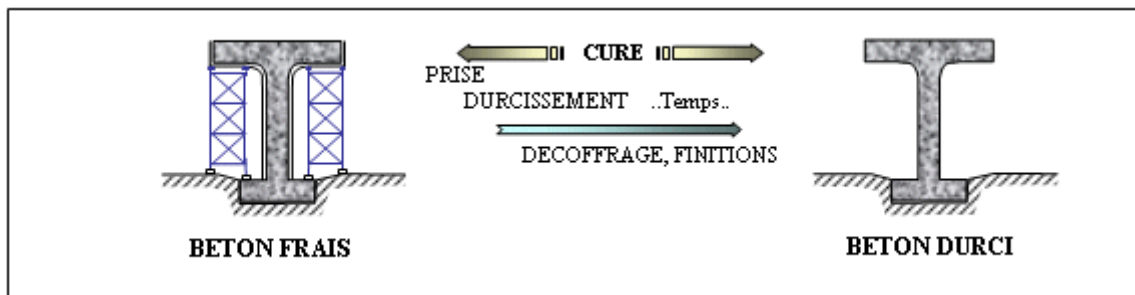 CURE
PRISE
DURCISSEMENT ..Temps..
DECOFFRAGE, FINITIONS
BETON FRAIS
BETON DURCI